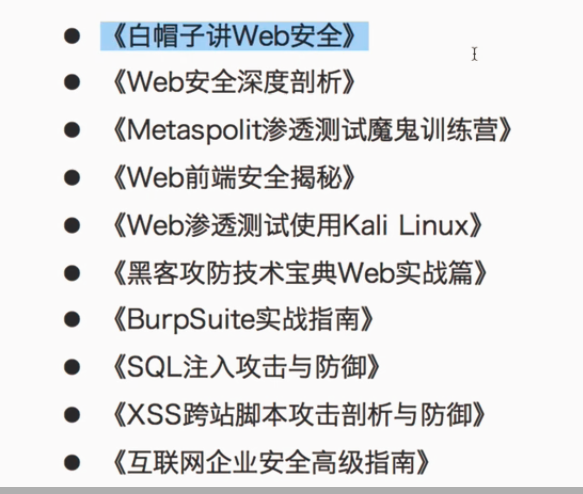 ● 《白帽子讲Web安全》
● 《Web安全深度剖析》
● 《Metaspolit渗透测试魔鬼训练营》
● 《Web前端安全揭秘》
● 《Web渗透测试使用Kali Linux》
● 《黑客攻防技术宝典Web实战篇》
● 《BurpSuite实战指南》
● 《SQL注入攻击与防御》
● 《XSS跨站脚本攻击剖析与防御》
● 《互联网企业安全高级指南》